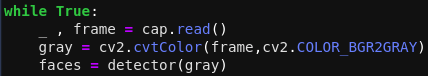 while True:
    _ , frame = cap.read()
    gray = cv2.cvtColor(frame,cv2.COLOR_BGR2GRAY)
    faces = detector(gray)